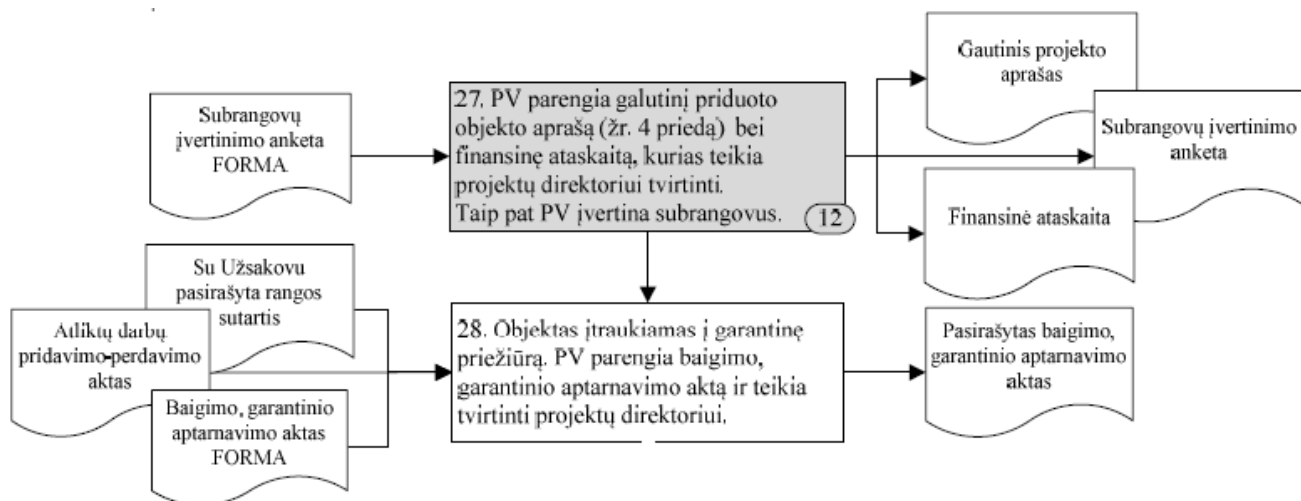 Subrangovų
įvertinimo anketa
FORMA
27. PV parengia galutinį priduoto
objekto aprašą (žr. 4 priedą) bei
finansinę ataskaitą, kurias teikia
projektų direktoriui tvirtinti.
Taip pat PV įvertina subrangovus.
12
Gautinis projekto
aprašas
Subrangovų įvertinimo
anketa
Finansinė ataskaita
Su Užsakovu
pasirašyta rangos
sutartis
Atliktų darbų
pridavimo-perdavimo
aktas
Baigimo, garantinio
aptarnavimo aktas
FORMA
28. Objektas įtraukiamas į garantinę
priežiūrą. PV parengia baigimo,
garantinio aptarnavimo aktą ir teikia
tvirtinti projektų direktoriui.
Pasirašytas baigimo,
garantinio aptarnavimo
aktas